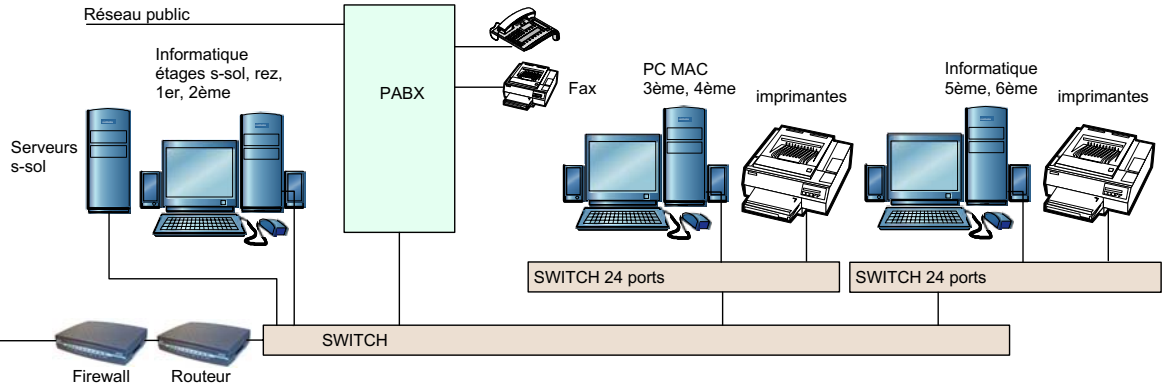 Réseau public
Informatique
étages s-sol, rez,
1er, 2ème
Serveurs
s-sol
PABX
Fax
PC MAC
3ème, 4ème
imprimantes
Informatique
5ème, 6ème
imprimantes
SWITCH 24 ports
SWITCH 24 ports
SWITCH
Firewall
Routeur